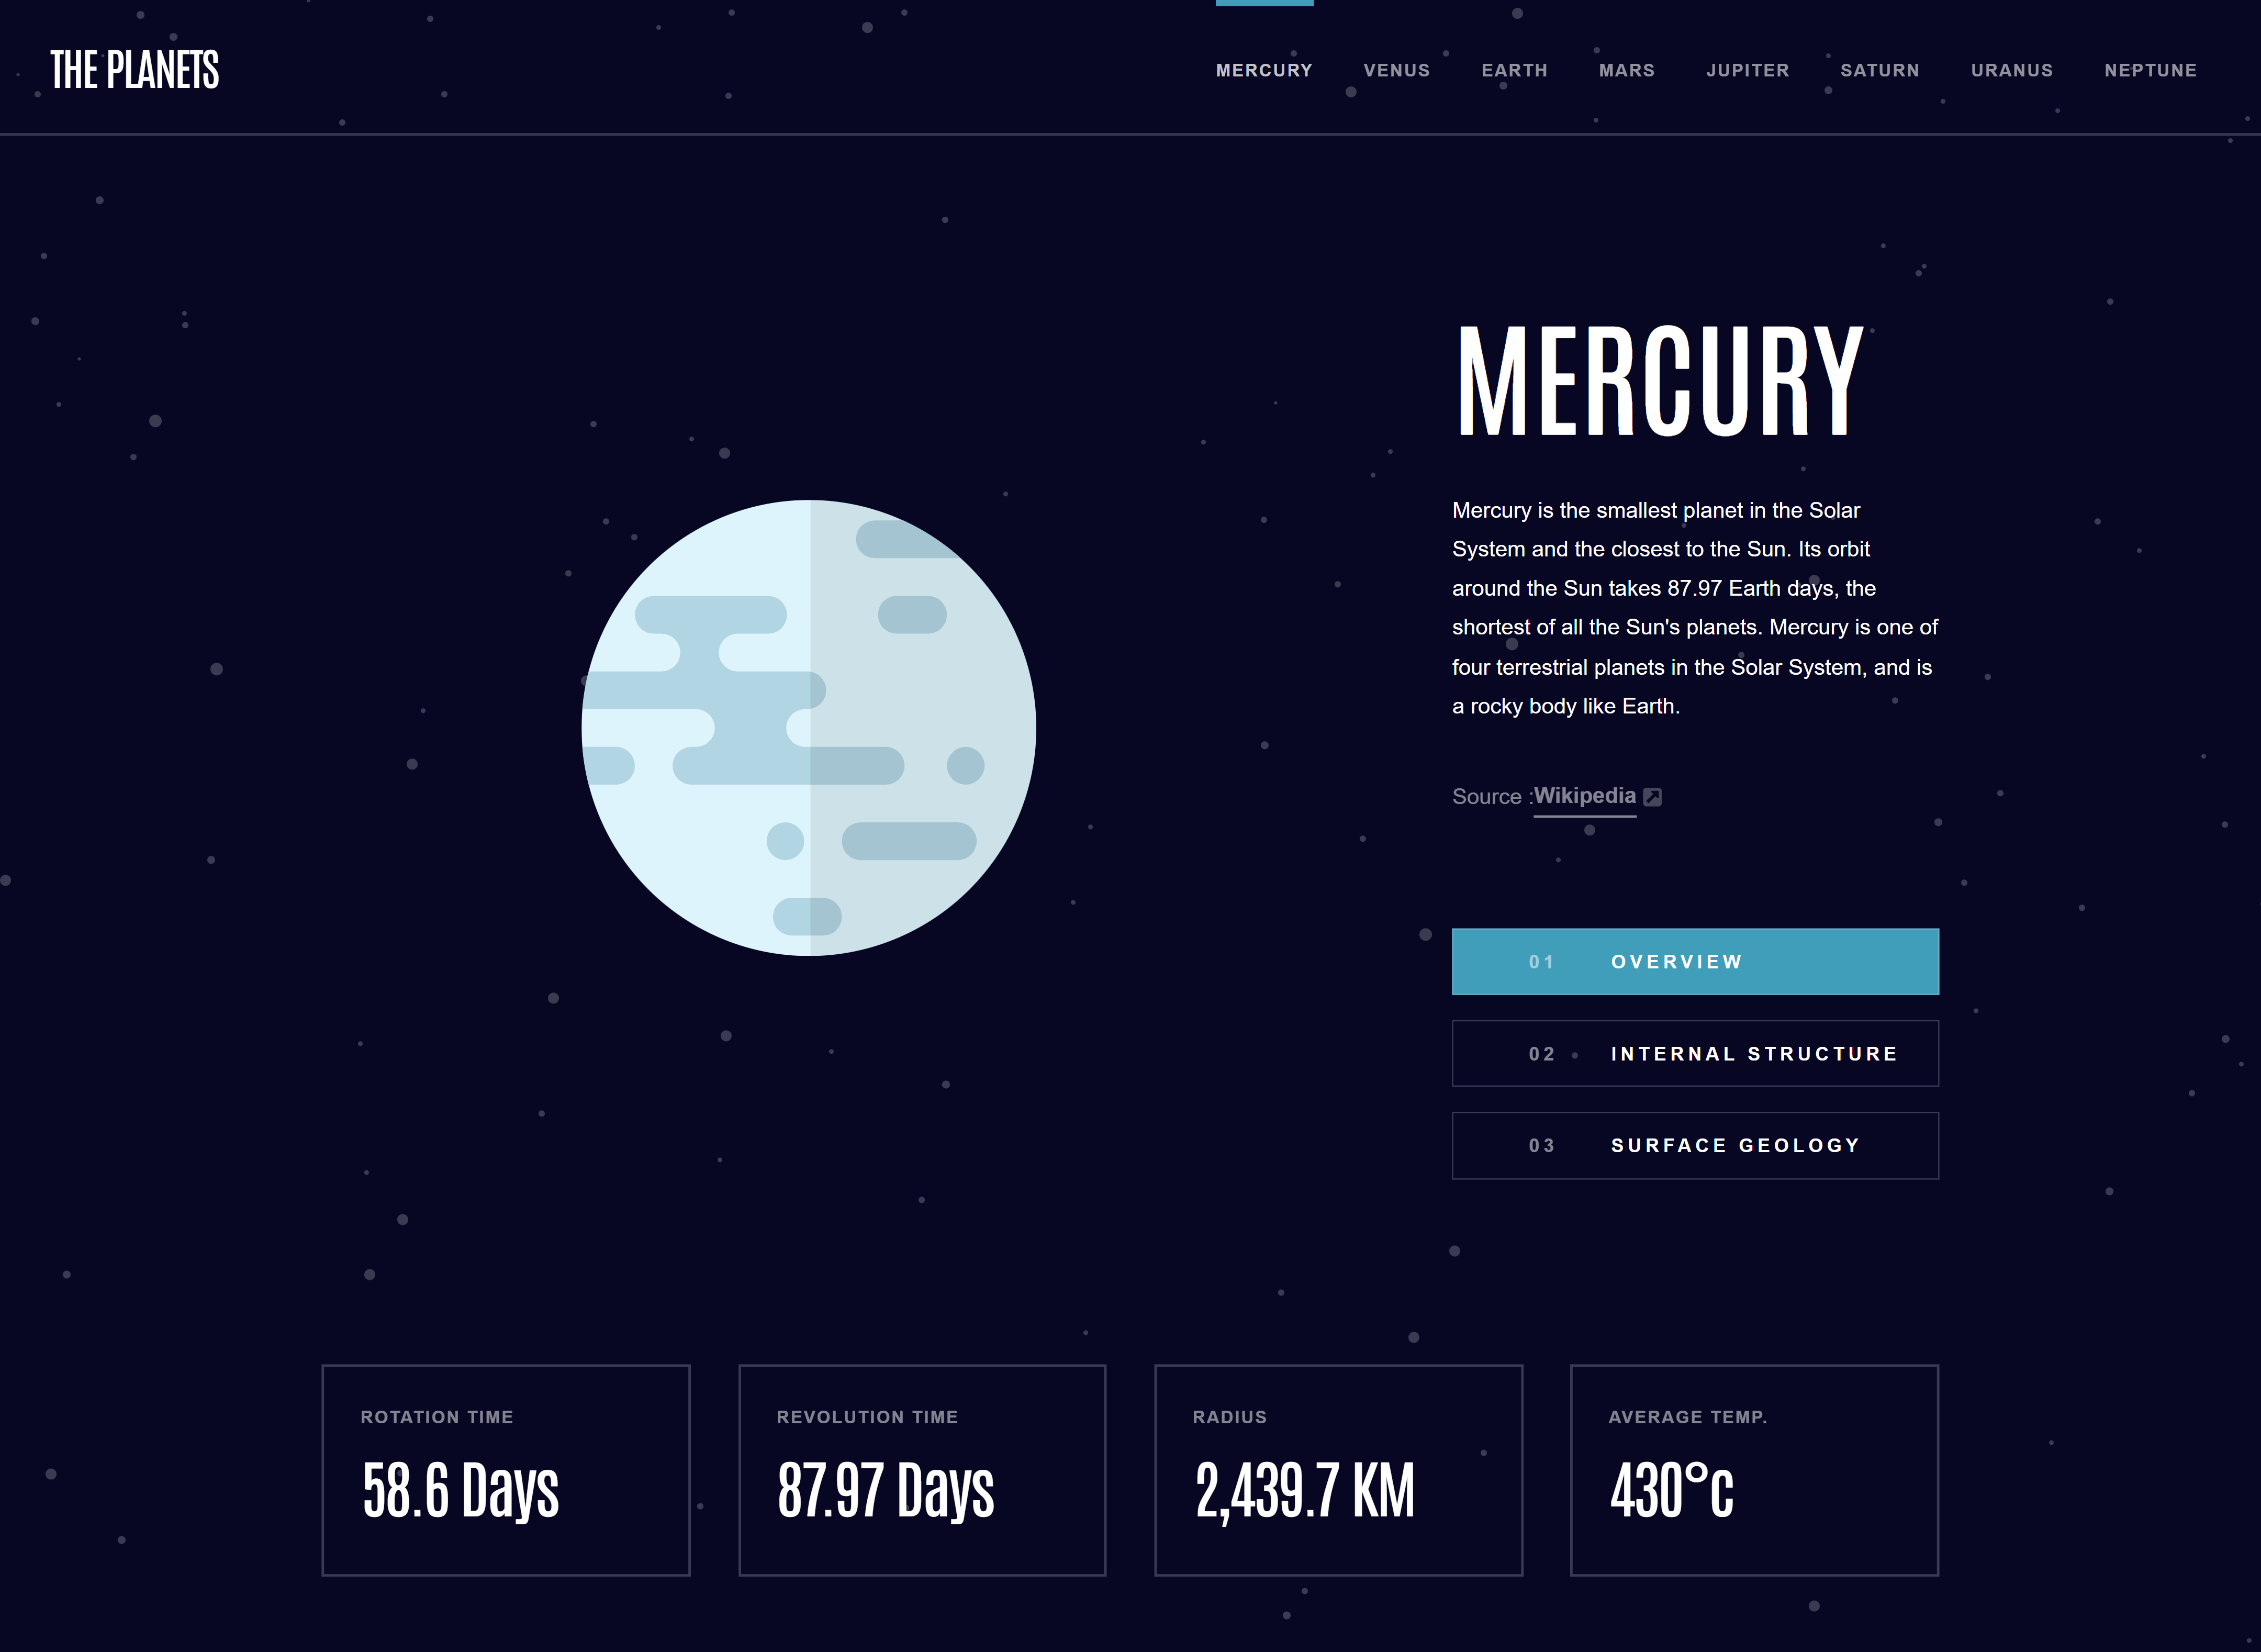 THE PLANETS
MERCURY VENUS EARTH MARS JUPITER SATURN URANUS NEPTUNE
MERCURY
Mercury is the smallest planet in the Solar
System and the closest to the Sun. Its orbit
around the Sun takes 87.97 Earth days, the
shortest of all the Sun's planets. Mercury is one of
four terrestrial planets in the Solar System, and is
a rocky body like Earth.
Source :Wikipedia
01 OVERVIEW
02 INTERNAL STRUCTURE
03 SURFACE GEOLOGY
ROTATION TIME
58.6 Days
REVOLUTION TIME
87.97 Days
RADIUS
2,439.7 KM
AVERAGE TEMP.
430°c